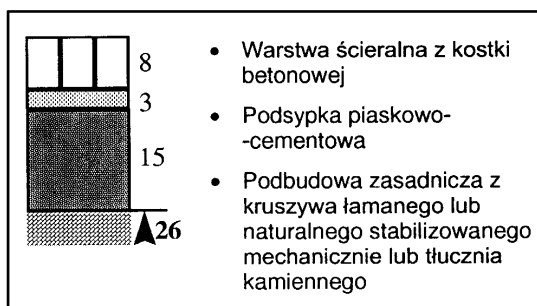 8
3
15
26
• Warstwa ścieralna z kostki
betonowej
• Podsypka piaskowo-
-cementowa
• Podbudowa zasadnicza z
kruszywa łamanego lub
naturalnego stabilizowanego
mechanicznie lub tłucznia
kamiennego